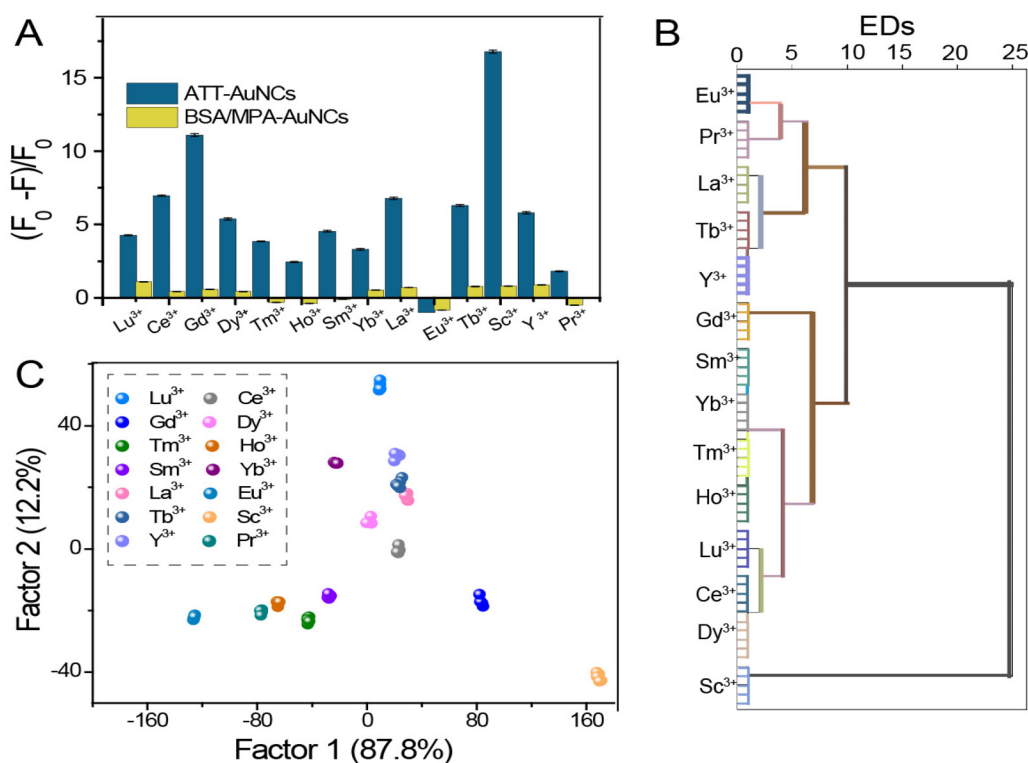 A
ATT-AuNCs
BSA/MPA-AuNCs
(F₀ -F)/F₀
15
10
5
0
Lu³⁺ Ce³⁺ Gd³⁺ Dy³⁺ Tm³⁺ Ho³⁺ Sm³⁺ Yb³⁺ La³⁺ Eu³⁺ Tb³⁺ Sc³⁺ Y ³⁺ Pr³⁺
B
EDs
0 5 10 15 20 25
Eu³⁺
Pr³⁺
La³⁺
Tb³⁺
Y³⁺
Gd³⁺
Sm³⁺
Yb³⁺
Tm³⁺
Ho³⁺
Lu³⁺
Ce³⁺
Dy³⁺
Sc³⁺
C
Lu³⁺ Ce³⁺
Gd³⁺ Dy³⁺
Tm³⁺ Ho³⁺
Sm³⁺ Yb³⁺
La³⁺ Eu³⁺
Tb³⁺ Sc³⁺
Y³⁺ Pr³⁺
Factor 2 (12.2%)
40
0
-40
-160 -80 0 80 160
Factor 1 (87.8%)